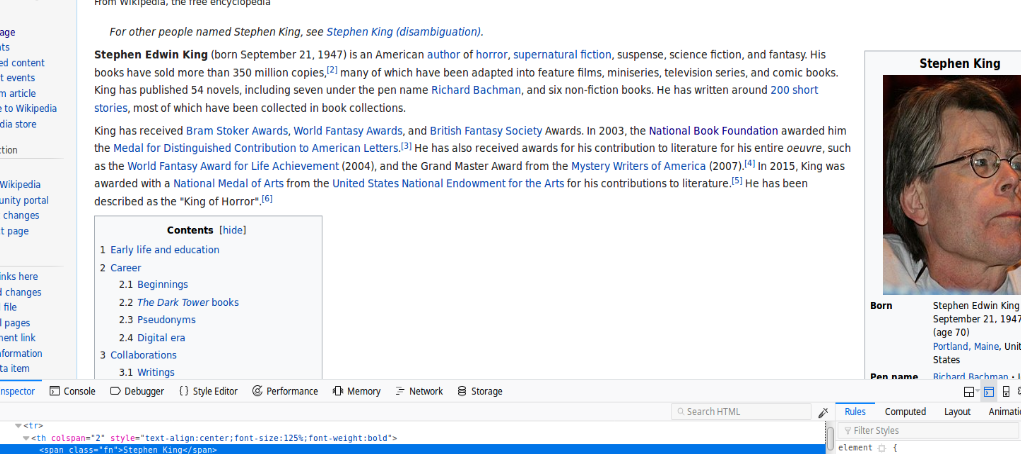 From Wikipedia, the free encyclopedia
For other people named Stephen King, see Stephen King (disambiguation).
Stephen Edwin King (born September 21, 1947) is an American author of horror, supernatural fiction, suspense, science fiction, and fantasy. His
books have sold more than 350 million copies,[2] many of which have been adapted into feature films, miniseries, television series, and comic books.
King has published 54 novels, including seven under the pen name Richard Bachman, and six non-fiction books. He has written around 200 short
stories, most of which have been collected in book collections.
King has received Bram Stoker Awards, World Fantasy Awards, and British Fantasy Society Awards. In 2003, the National Book Foundation awarded him
the Medal for Distinguished Contribution to American Letters.[3] He has also received awards for his contribution to literature for his entire oeuvre, such
as the World Fantasy Award for Life Achievement (2004), and the Grand Master Award from the Mystery Writers of America (2007).[4] In 2015, King was
awarded with a National Medal of Arts from the United States National Endowment for the Arts for his contributions to literature.[5] He has been
described as the "King of Horror".[6]
Contents [hide]
1 Early life and education
2 Career
2.1 Beginnings
2.2 The Dark Tower books
2.3 Pseudonyms
2.4 Digital era
3 Collaborations
3.1 Writings
age
nts
ed content
t events
m article
e to Wikipedia
dia store
ction
Wikipedia
unity portal
changes
t page
inks here
d changes
file
l pages
nent link
nformation
ta item
Stephen King
Born Stephen Edwin King
September 21, 1947
(age 70)
Portland, Maine, Unit
States
Pen name Richard Bachman
nspector Console Debugger {} Style Editor Performance Memory Network Storage
Search HTML
Rules Computed Layout Animati
Filter Styles
element {
<tr>
<th colspan="2" style="text-align:center;font-size:125%;font-weight:bold">
<span class="fn">Stephen King</span>